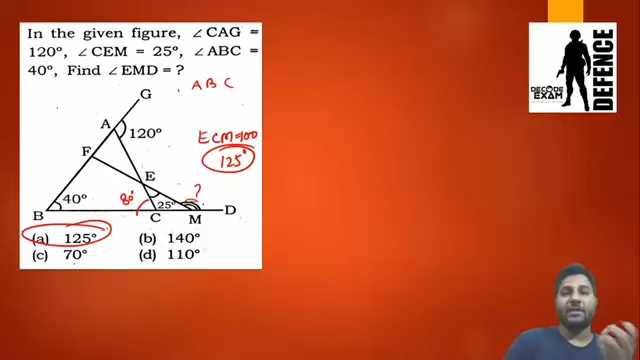 In the given figure, ∠CAG =
120°, ∠CEM = 25°, ∠ABC =
40°, Find ∠EMD = ?
A B C
G
A
120°
ECM=100
125°
F
E
80°
?
40°
25°
B
C
M
D
(a) 125°
(b) 140°
(c) 70°
(d) 110°
DECODE
EXAM
DEFENCE